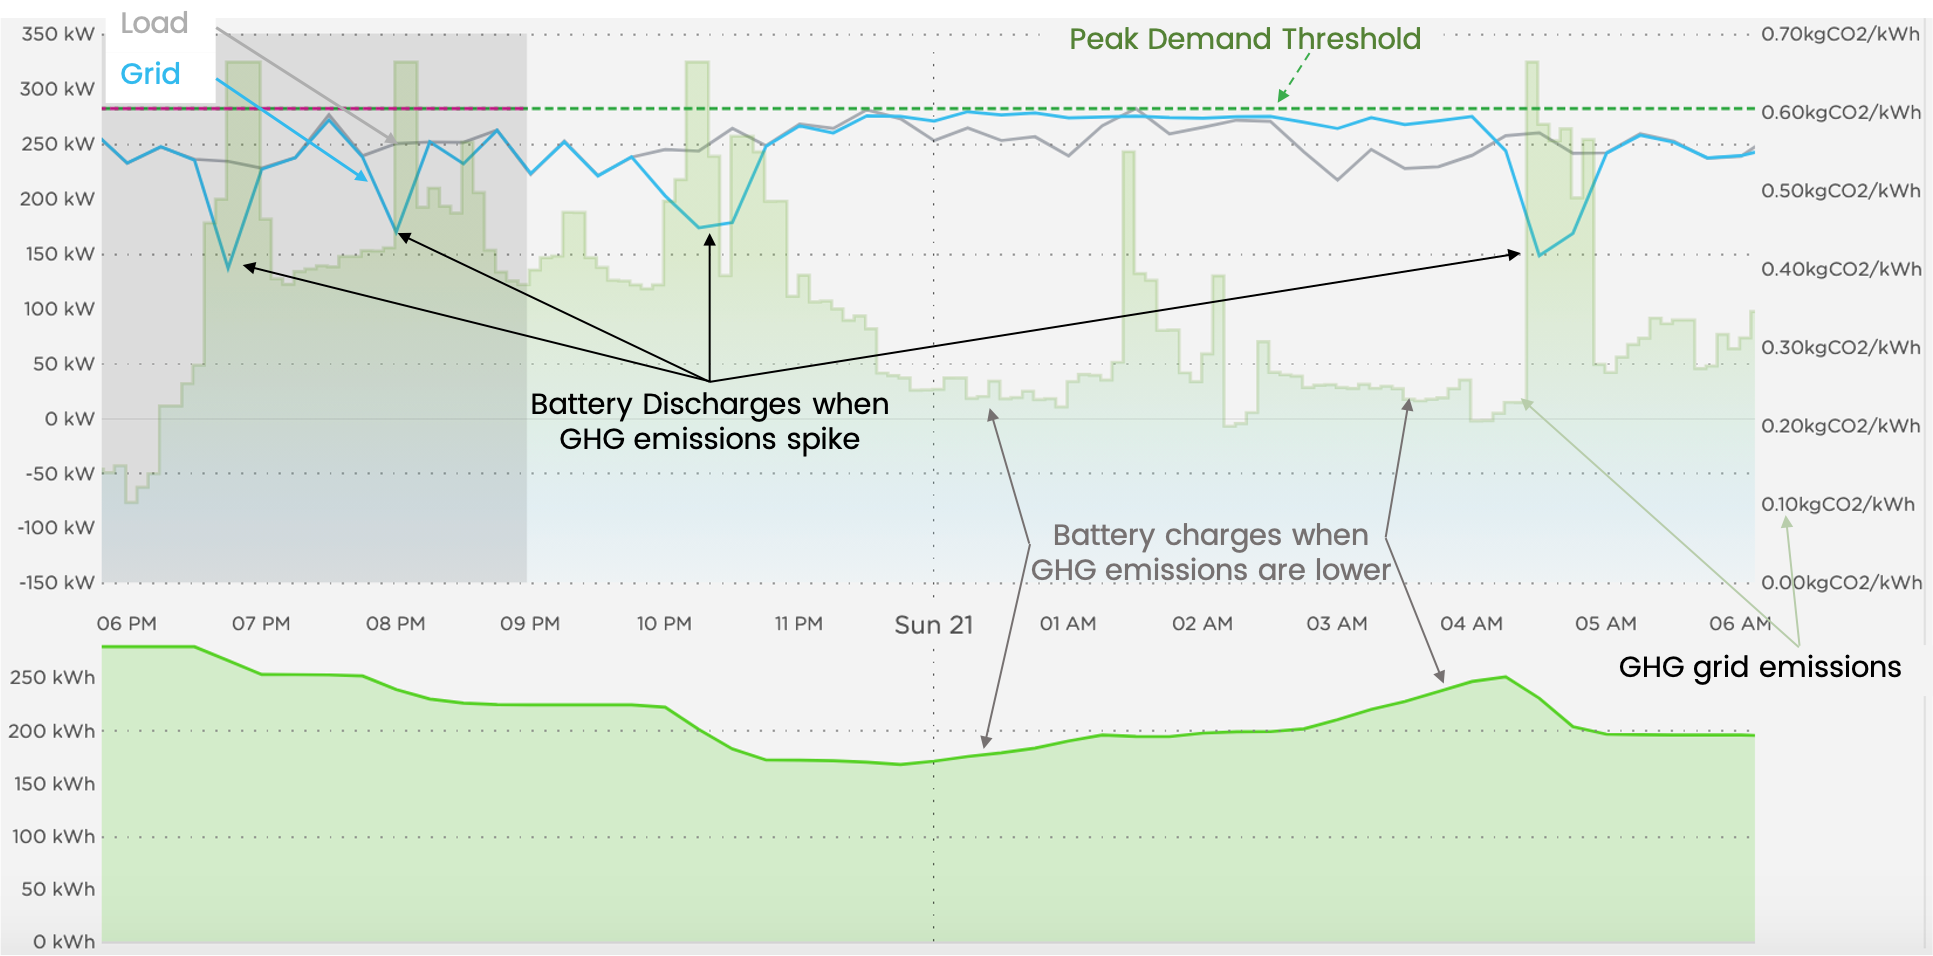 Load
Grid
Peak Demand Threshold
350 kW
300 kW
250 kW
200 kW
150 kW
100 kW
50 kW
0 kW
-50 kW
-100 kW
-150 kW
0.70kgCO2/kWh
0.60kgCO2/kWh
0.50kgCO2/kWh
0.40kgCO2/kWh
0.30kgCO2/kWh
0.20kgCO2/kWh
0.10kgCO2/kWh
0.00kgCO2/kWh
Battery Discharges when
GHG emissions spike
Battery charges when
GHG emissions are lower
06 PM 07 PM 08 PM 09 PM 10 PM 11 PM Sun 21 01 AM 02 AM 03 AM 04 AM 05 AM 06 AM
GHG grid emissions
250 kWh
200 kWh
150 kWh
100 kWh
50 kWh
0 kWh